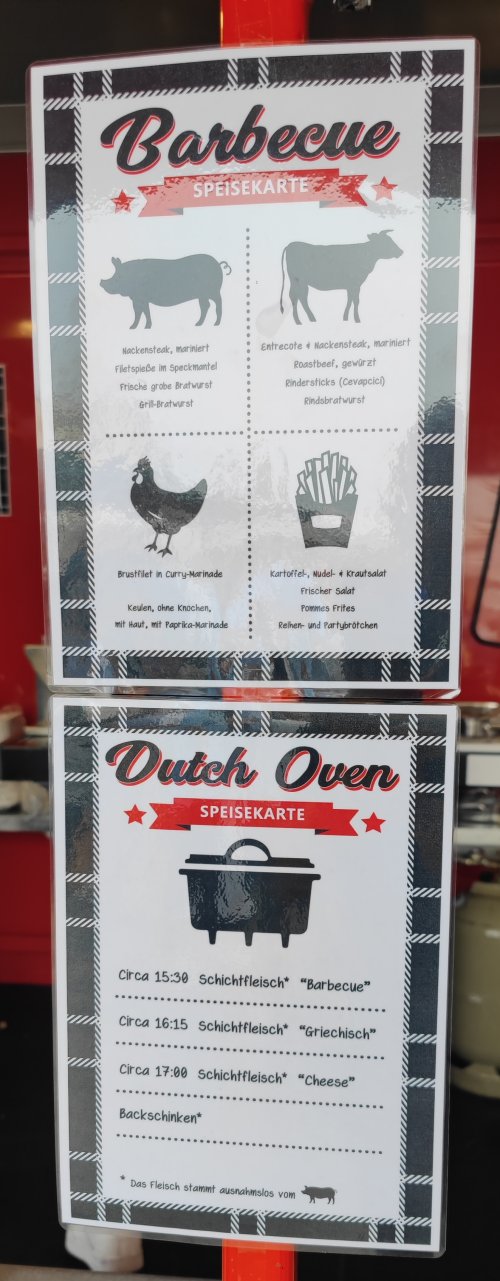 Barbecue
SPEISEKARTE
Nackensteak, mariniert
Filetspieße im Speckmantel
Frische grobe Bratwurst
Grill-Bratwurst
Entrecote & Nackensteak, mariniert
Roastbeef, gewürzt
Rindersticks (Cevapcici)
Rindsbratwurst
Brustfilet in Curry-Marinade
Keulen, ohne Knochen,
mit Haut, mit Paprika-Marinade
Kartoffel-, Nudel- & Krautsalat
Frischer Salat
Pommes Frites
Reihen- und Partybrötchen
Dutch Oven
SPEISEKARTE
Circa 15:30 Schichtfleisch* "Barbecue"
Circa 16:15 Schichtfleisch* "Griechisch"
Circa 17:00 Schichtfleisch* "Cheese"
Backschinken*
* Das Fleisch stammt ausnahmslos vom